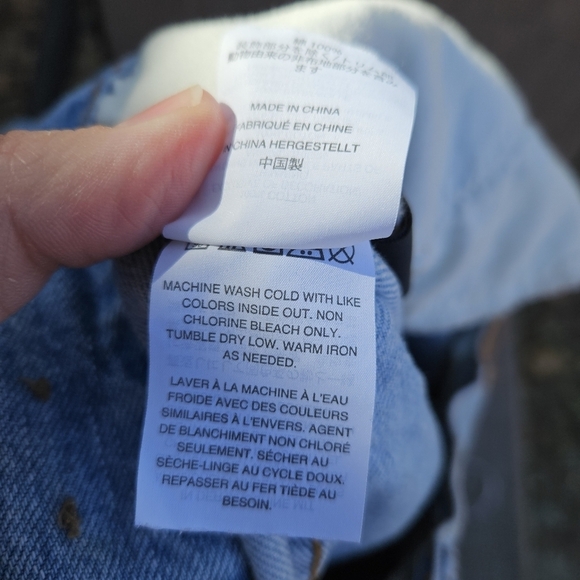 綿 100%
MADE IN CHINA
FABRIQUÉ EN CHINE
CHINA HERGESTELLT
中国製
MACHINE WASH COLD WITH LIKE
COLORS INSIDE OUT. NON
CHLORINE BLEACH ONLY.
TUMBLE DRY LOW. WARM IRON
AS NEEDED.
LAVER À LA MACHINE À L'EAU
FROIDE AVEC DES COULEURS
SIMILAIRES À L'ENVERS. AGENT
DE BLANCHIMENT NON CHLORÉ
SEULEMENT. SÉCHER AU
SÈCHE-LINGE AU CYCLE DOUX.
REPASSER AU FER TIÈDE AU
BESOIN.